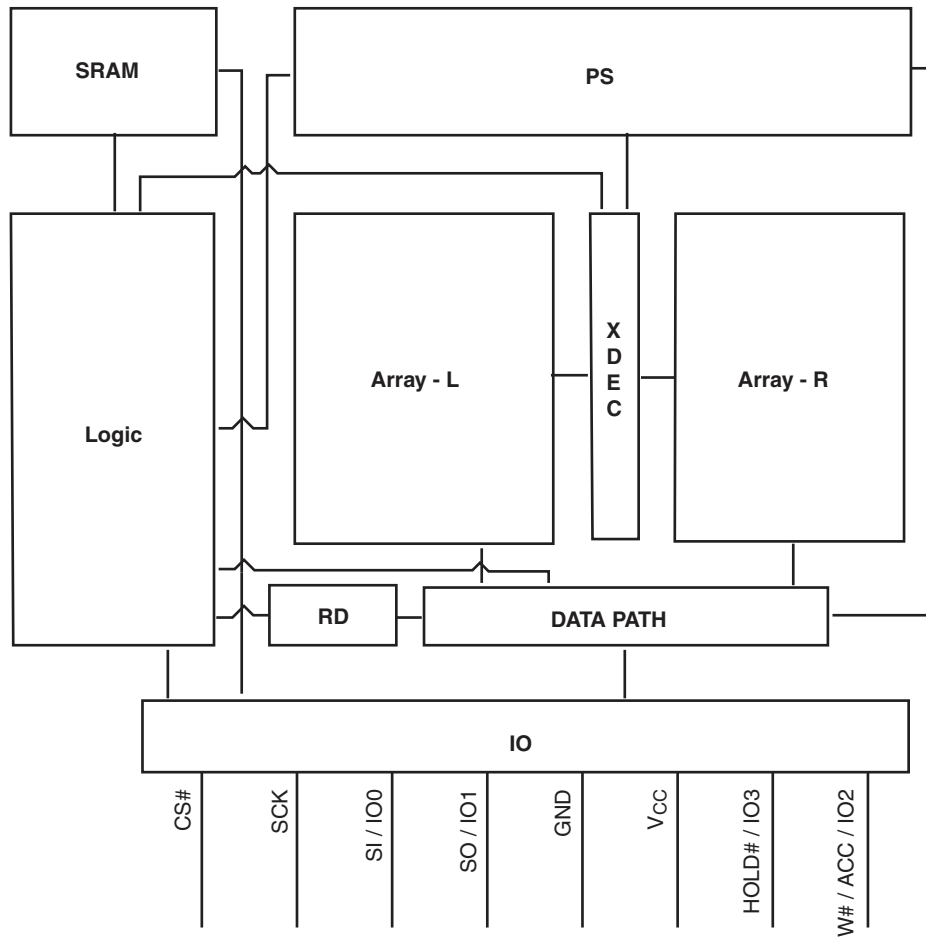 SRAM
PS
X
D
E
C
Array - L
Array - R
Logic
RD
DATA PATH
IO
CS#
SCK
SI / IO0
SO / IO1
GND
VCC
HOLD# / IO3
W# / ACC / IO2